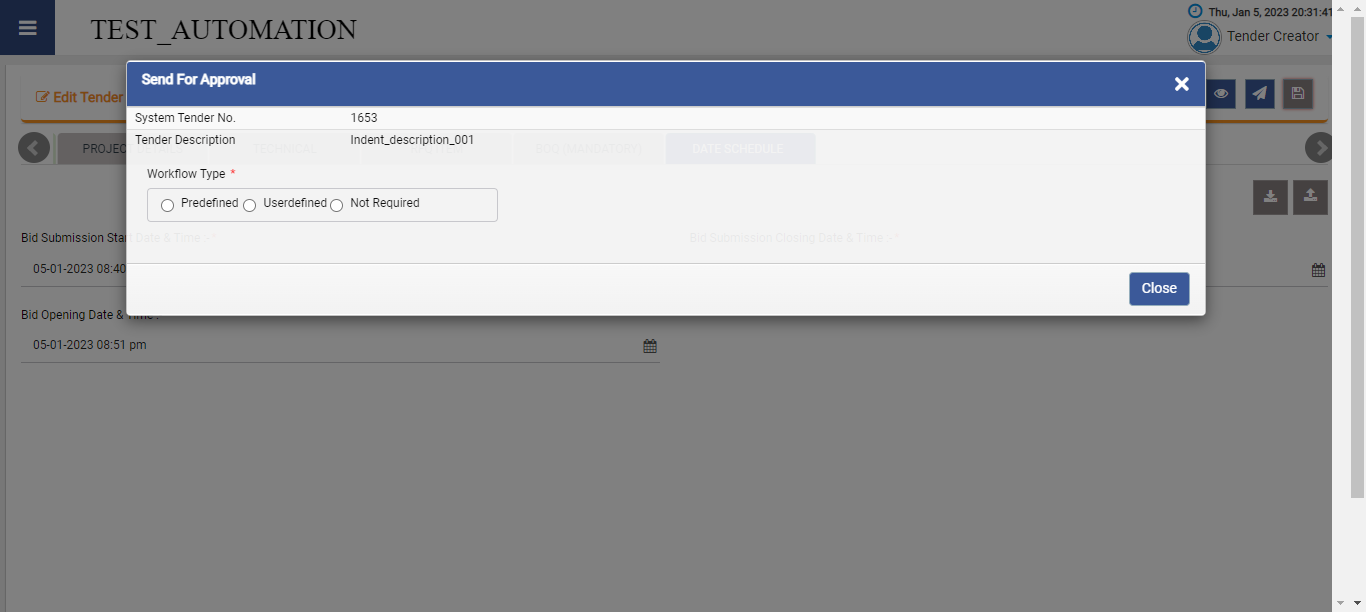 TEST_AUTOMATION
Thu, Jan 5, 2023 20:31:41
Tender Creator
Send For Approval
Edit Tender
System Tender No. 1653
Tender Description Indent_description_001
PROJECT
TECHNICAL
BOQ (MANDATORY)
DATE SCHEDULE
Workflow Type *
Predefined Userdefined Not Required
Bid Submission Start Date & Time : *
Bid Submission Closing Date & Time : *
05-01-2023 08:40
Close
Bid Opening Date & Time :
05-01-2023 08:51 pm